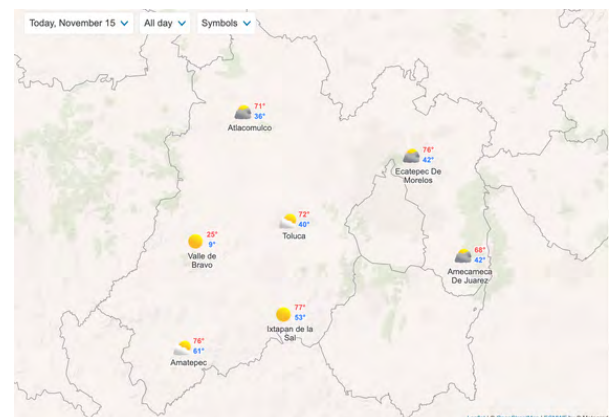 Today, November 15
All day
Symbols
71°
36°
Atlacomulco
76°
42°
Ecatepec De
Morelos
72°
40°
Toluca
25°
9°
Valle de
Bravo
68°
42°
Amecameca
De Juarez
77°
53°
Ixtapan de la
Sal
76°
61°
Amatepec